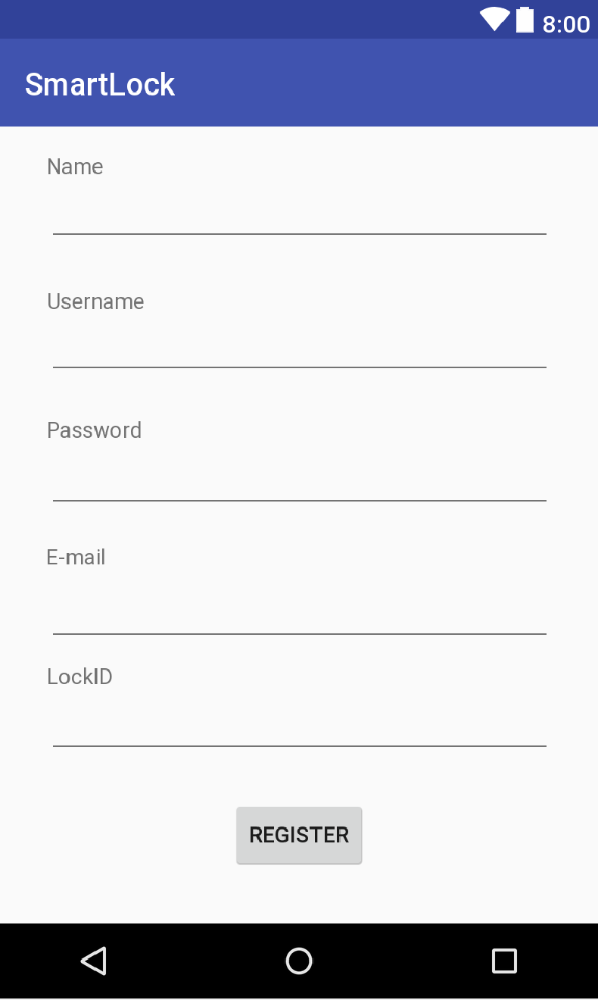 8:00
SmartLock
Name
Username
Password
E-mail
LockID
REGISTER